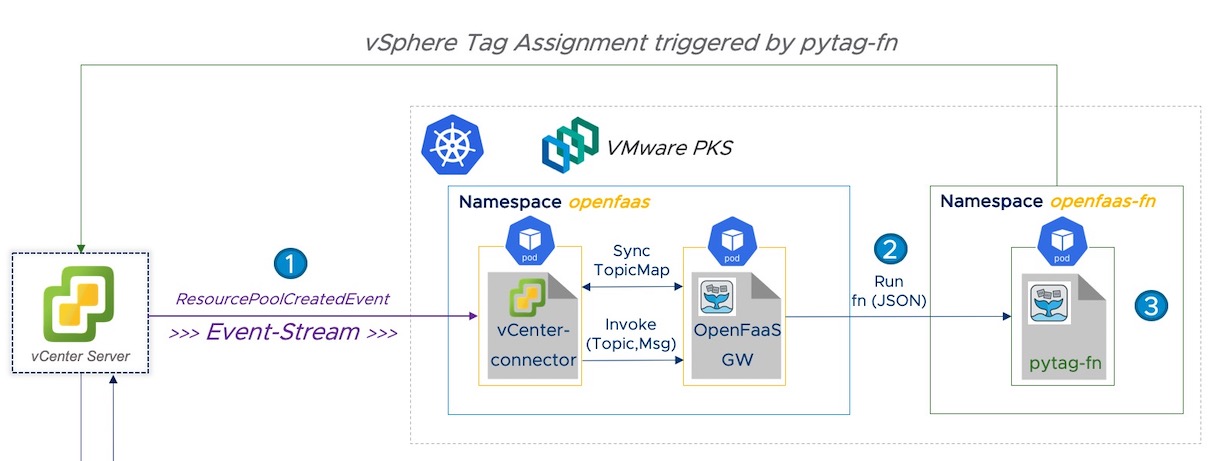 vSphere Tag Assignment triggered by pytag-fn
VMware PKS
Namespace openfaas
Namespace openfaas-fn
1
ResourcePoolCreatedEvent
>>> Event-Stream >>>
vCenter Server
pod
vCenter-
connector
Sync
TopicMap
Invoke
(Topic,Msg)
pod
OpenFaaS
GW
2
Run
fn (JSON)
pod
pytag-fn
3